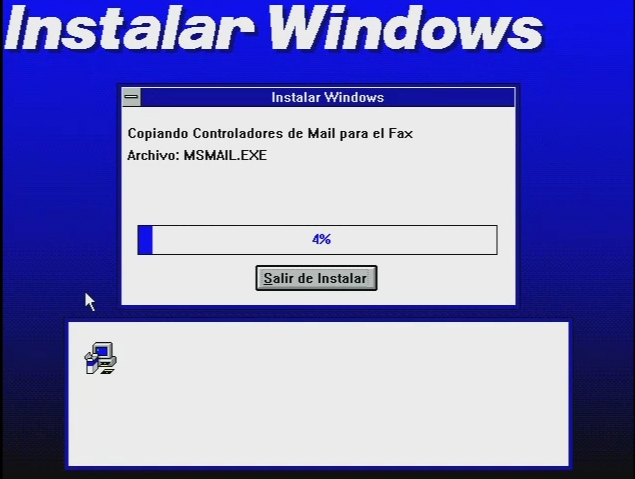 Instalar Windows
Instalar Windows
Copiando Controladores de Mail para el Fax
Archivo: MSMAIL.EXE
4%
Salir de Instalar